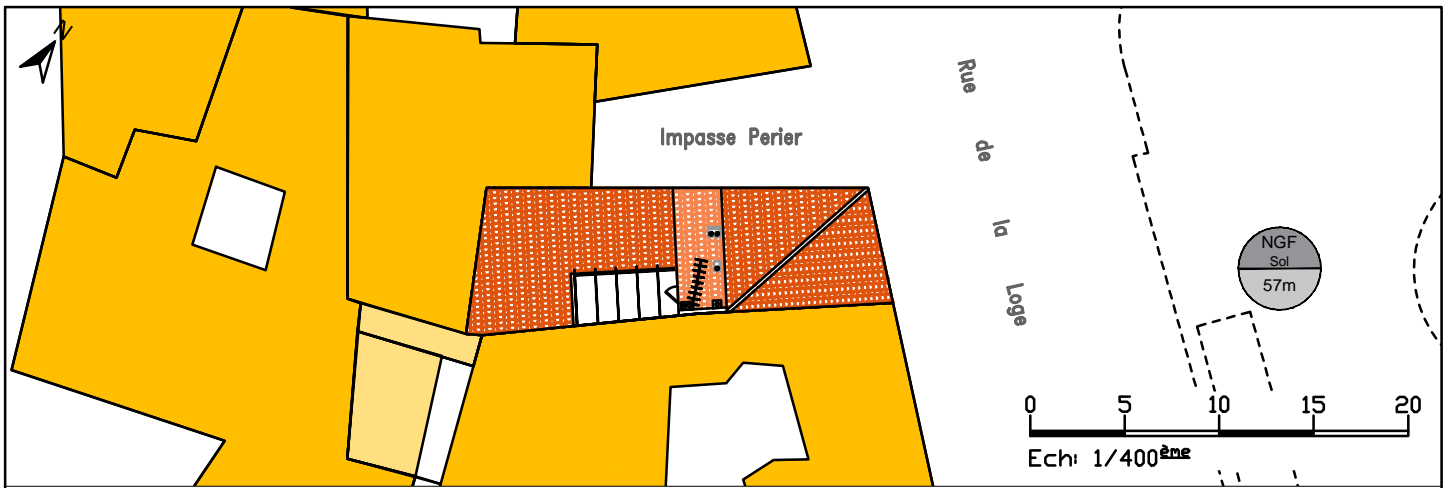 N
Impasse Perier
Rue de la Loge
NGF
Sol
57m
0 5 10 15 20
Ech: 1/400ème